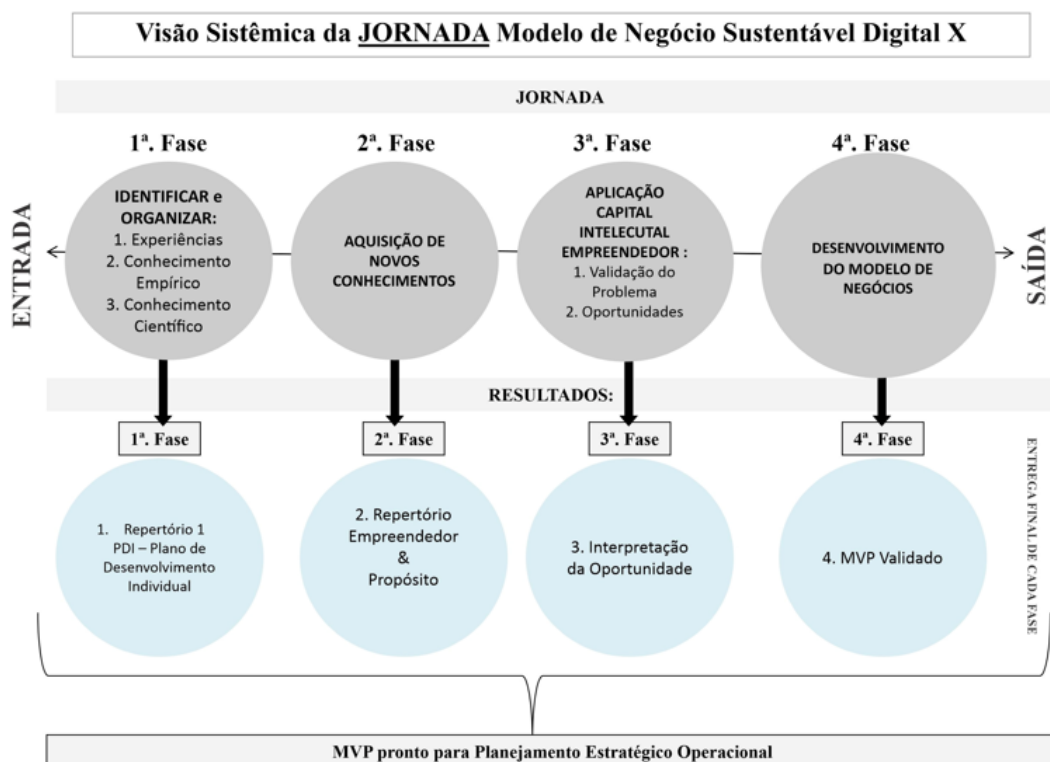 Visão Sistêmica da JORNADA Modelo de Negócio Sustentável Digital X
JORNADA
1ª. Fase
2ª. Fase
3ª. Fase
4ª. Fase
ENTRADA
IDENTIFICAR e
ORGANIZAR:
1. Experiências
2. Conhecimento
Empírico
3. Conhecimento
Científico
AQUISIÇÃO DE
NOVOS
CONHECIMENTOS
APLICAÇÃO
CAPITAL
INTELECUTAL
EMPREENDEDOR :
1. Validação do
Problema
2. Oportunidades
DESENVOLVIMENTO
DO MODELO DE
NEGÓCIOS
SAÍDA
RESULTADOS:
1ª. Fase
2ª. Fase
3ª. Fase
4ª. Fase
1. Repertório 1
PDI – Plano de
Desenvolvimento
Individual
2. Repertório
Empreendedor
&
Propósito
3. Interpretação
da Oportunidade
4. MVP Validado
ENTREGA FINAL DE CADA FASE
MVP pronto para Planejamento Estratégico Operacional